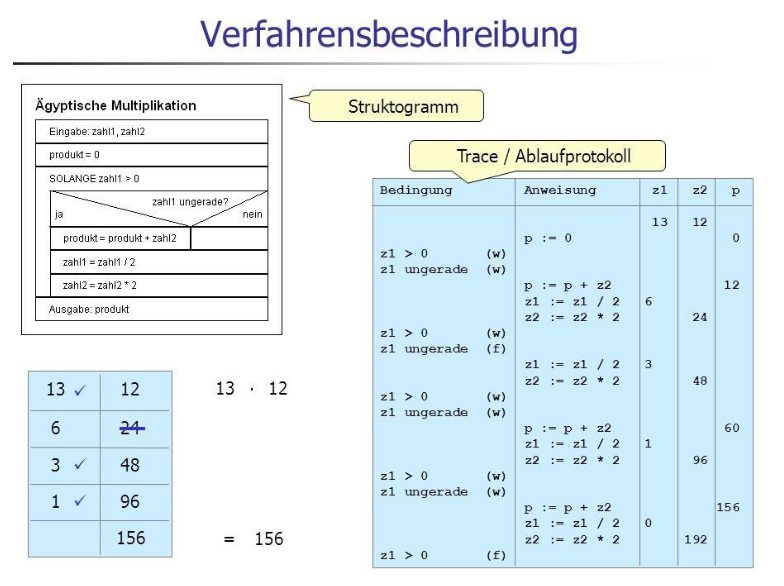 Verfahrensbeschreibung
Ägyptische Multiplikation
Eingabe: zahl1, zahl2
produkt = 0
SOLANGE zahl1 > 0
zahl1 ungerade?
ja nein
produkt = produkt + zahl2
zahl1 = zahl1 / 2
zahl2 = zahl2 * 2
Ausgabe: produkt
Struktogramm
Trace / Ablaufprotokoll
Bedingung Anweisung z1 z2 p
13 12
p := 0 0
z1 > 0 (w)
z1 ungerade (w)
p := p + z2 12
z1 := z1 / 2 6
z2 := z2 * 2 24
z1 > 0 (w)
z1 ungerade (f)
z1 := z1 / 2 3
z2 := z2 * 2 48
z1 > 0 (w)
z1 ungerade (w)
p := p + z2 60
z1 := z1 / 2 1
z2 := z2 * 2 96
z1 > 0 (w)
z1 ungerade (w)
p := p + z2 156
z1 := z1 / 2 0
z2 := z2 * 2 192
z1 > 0 (f)
13 ✓ 12
6 24
3 ✓ 48
1 ✓ 96
156
13 · 12
= 156